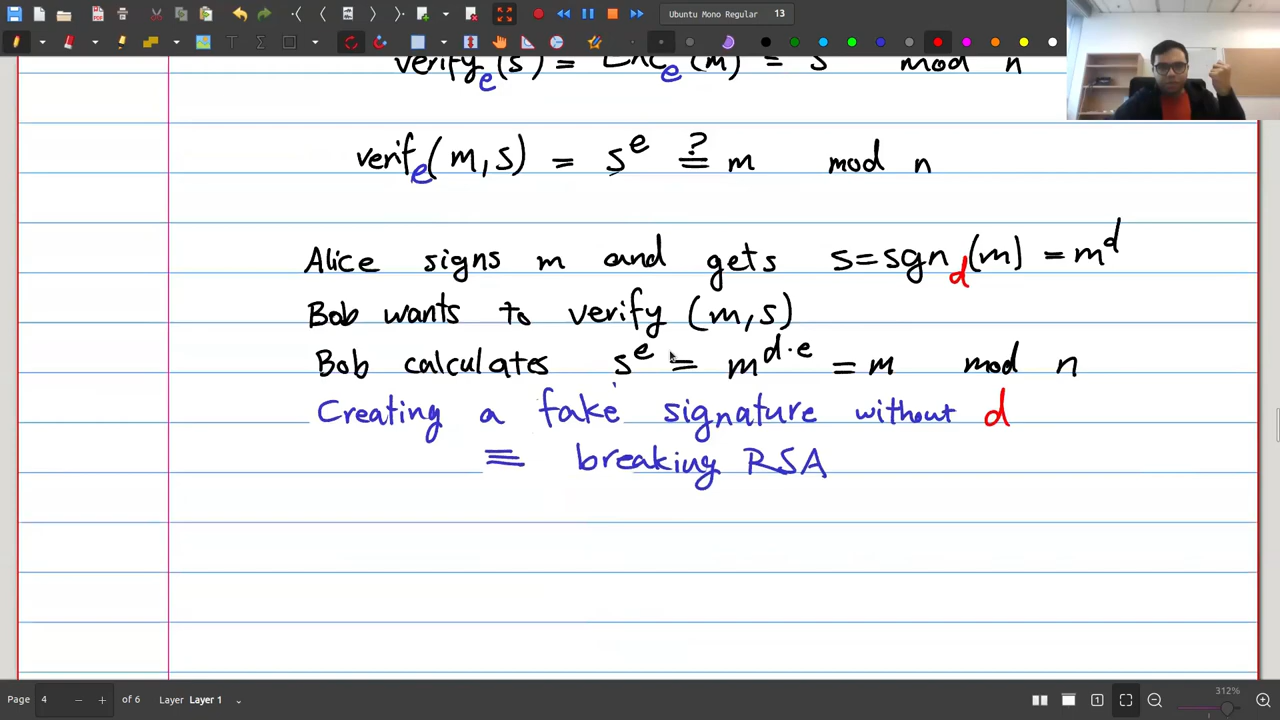 Ubuntu Mono Regular 13
verify_e(s) = Enc_e(m) = s mod n
verif_e(m,s) = s^e ?= m mod n
Alice signs m and gets s=sgn_d(m) = m^d
Bob wants to verify (m,s)
Bob calculates s^e = m^{d·e} = m mod n
Creating a fake signature without d
≡ breaking RSA
Page 4 of 6 Layer Layer 1 312%